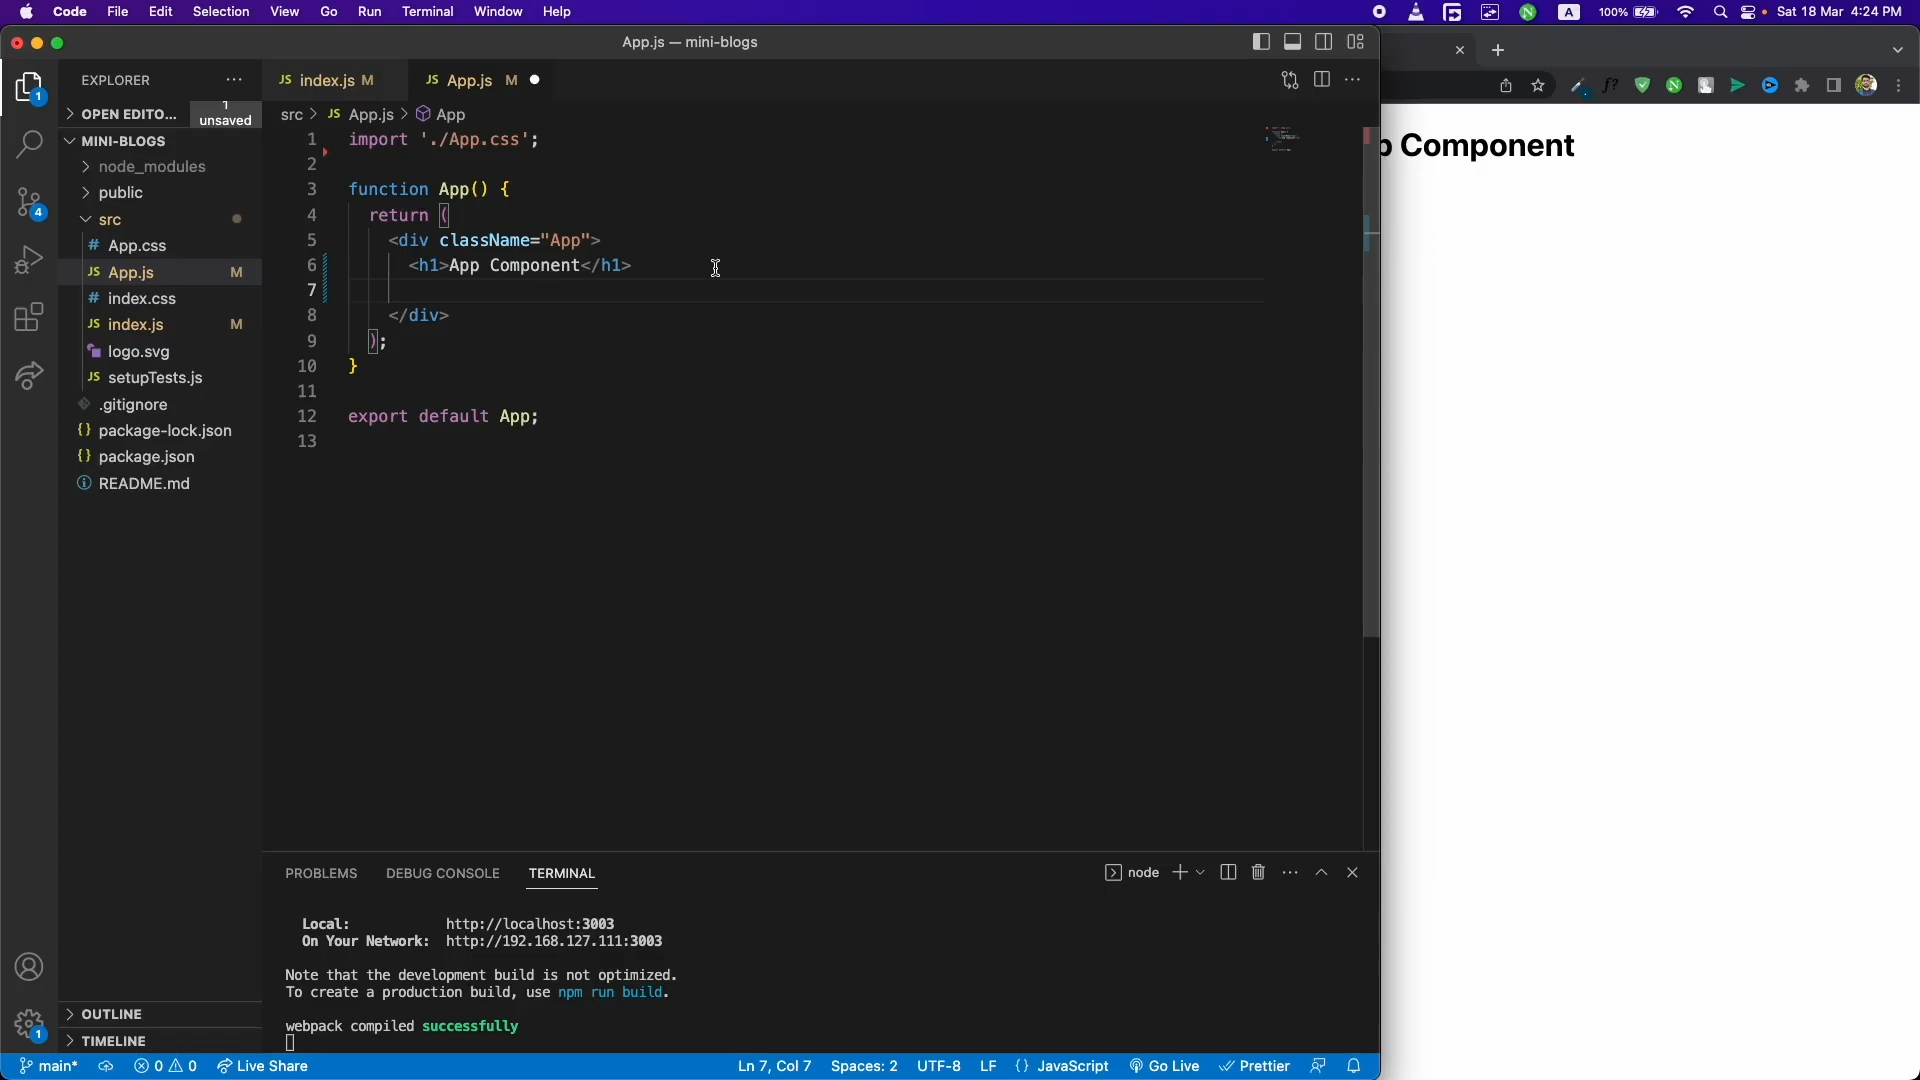 Code File Edit Selection View Go Run Terminal Window Help
A 100% Sat 18 Mar 4:24 PM
App.js — mini-blogs
EXPLORER
JS index.js M
JS App.js M
OPEN EDITO...
1 unsaved
src > JS App.js > App
MINI-BLOGS
node_modules
public
src
# App.css
JS App.js M
# index.css
JS index.js M
logo.svg
JS setupTests.js
.gitignore
{} package-lock.json
{} package.json
README.md
1 import './App.css';
2
3 function App() {
4 return (
5 <div className="App">
6 <h1>App Component</h1>
7
8 </div>
9 );
10 }
11
12 export default App;
13
p Component
1
4
PROBLEMS DEBUG CONSOLE TERMINAL
node
Local: http://localhost:3003
On Your Network: http://192.168.127.111:3003
Note that the development build is not optimized.
To create a production build, use npm run build.
webpack compiled successfully
OUTLINE
TIMELINE
1
main* 0 0 Live Share
Ln 7, Col 7 Spaces: 2 UTF-8 LF {} JavaScript Go Live Prettier